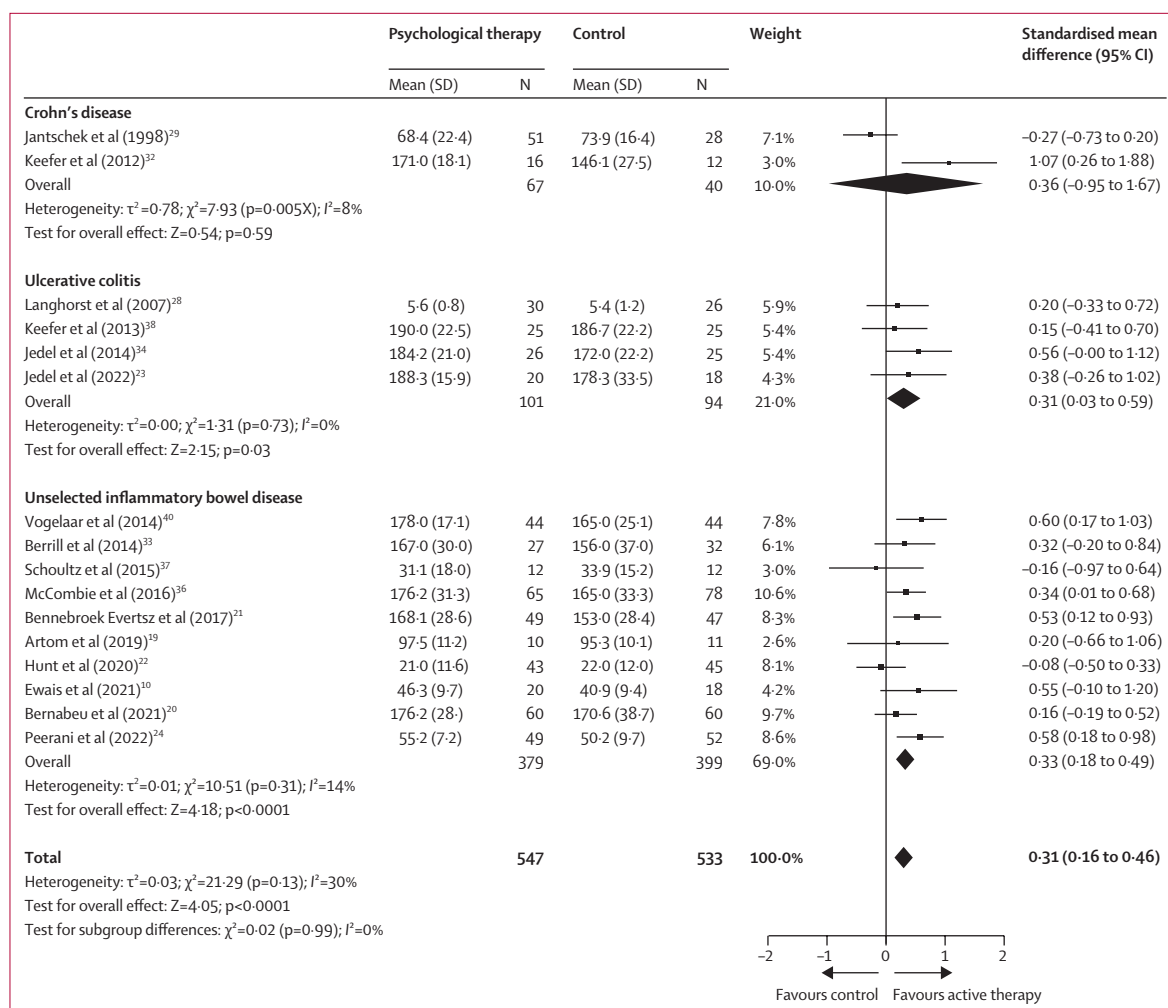 Psychological therapy Control Weight Standardised mean
difference (95% CI)
Mean (SD) N Mean (SD) N
Crohn's disease
Jantschek et al (1998)²⁹ 68·4 (22·4) 51 73·9 (16·4) 28 7·1% –0·27 (–0·73 to 0·20)
Keefer et al (2012)³² 171·0 (18·1) 16 146·1 (27·5) 12 3·0% 1·07 (0·26 to 1·88)
Overall 67 40 10·0% 0·36 (–0·95 to 1·67)
Heterogeneity: τ²=0·78; χ²=7·93 (p=0·005X); I²=8%
Test for overall effect: Z=0·54; p=0·59
Ulcerative colitis
Langhorst et al (2007)²⁸ 5·6 (0·8) 30 5·4 (1·2) 26 5·9% 0·20 (–0·33 to 0·72)
Keefer et al (2013)³⁸ 190·0 (22·5) 25 186·7 (22·2) 25 5·4% 0·15 (–0·41 to 0·70)
Jedel et al (2014)³⁴ 184·2 (21·0) 26 172·0 (22·2) 25 5·4% 0·56 (–0·00 to 1·12)
Jedel et al (2022)²³ 188·3 (15·9) 20 178·3 (33·5) 18 4·3% 0·38 (–0·26 to 1·02)
Overall 101 94 21·0% 0·31 (0·03 to 0·59)
Heterogeneity: τ²=0·00; χ²=1·31 (p=0·73); I²=0%
Test for overall effect: Z=2·15; p=0·03
Unselected inflammatory bowel disease
Vogelaar et al (2014)⁴⁰ 178·0 (17·1) 44 165·0 (25·1) 44 7·8% 0·60 (0·17 to 1·03)
Berrill et al (2014)³³ 167·0 (30·0) 27 156·0 (37·0) 32 6·1% 0·32 (–0·20 to 0·84)
Schoultz et al (2015)³⁷ 31·1 (18·0) 12 33·9 (15·2) 12 3·0% –0·16 (–0·97 to 0·64)
McCombie et al (2016)³⁶ 176·2 (31·3) 65 165·0 (33·3) 78 10·6% 0·34 (0·01 to 0·68)
Bennebroek Evertsz et al (2017)²¹ 168·1 (28·6) 49 153·0 (28·4) 47 8·3% 0·53 (0·12 to 0·93)
Artom et al (2019)¹⁹ 97·5 (11·2) 10 95·3 (10·1) 11 2·6% 0·20 (–0·66 to 1·06)
Hunt et al (2020)²² 21·0 (11·6) 43 22·0 (12·0) 45 8·1% –0·08 (–0·50 to 0·33)
Ewais et al (2021)¹⁰ 46·3 (9·7) 20 40·9 (9·4) 18 4·2% 0·55 (–0·10 to 1·20)
Bernabeu et al (2021)²⁰ 176·2 (28·) 60 170·6 (38·7) 60 9·7% 0·16 (–0·19 to 0·52)
Peerani et al (2022)²⁴ 55·2 (7·2) 49 50·2 (9·7) 52 8·6% 0·58 (0·18 to 0·98)
Overall 379 399 69·0% 0·33 (0·18 to 0·49)
Heterogeneity: τ²=0·01; χ²=10·51 (p=0·31); I²=14%
Test for overall effect: Z=4·18; p<0·0001
Total 547 533 100·0% 0·31 (0·16 to 0·46)
Heterogeneity: τ²=0·03; χ²=21·29 (p=0·13); I²=30%
Test for overall effect: Z=4·05; p<0·0001
Test for subgroup differences: χ²=0·02 (p=0·99); I²=0%
–2 –1 0 1 2
Favours control Favours active therapy